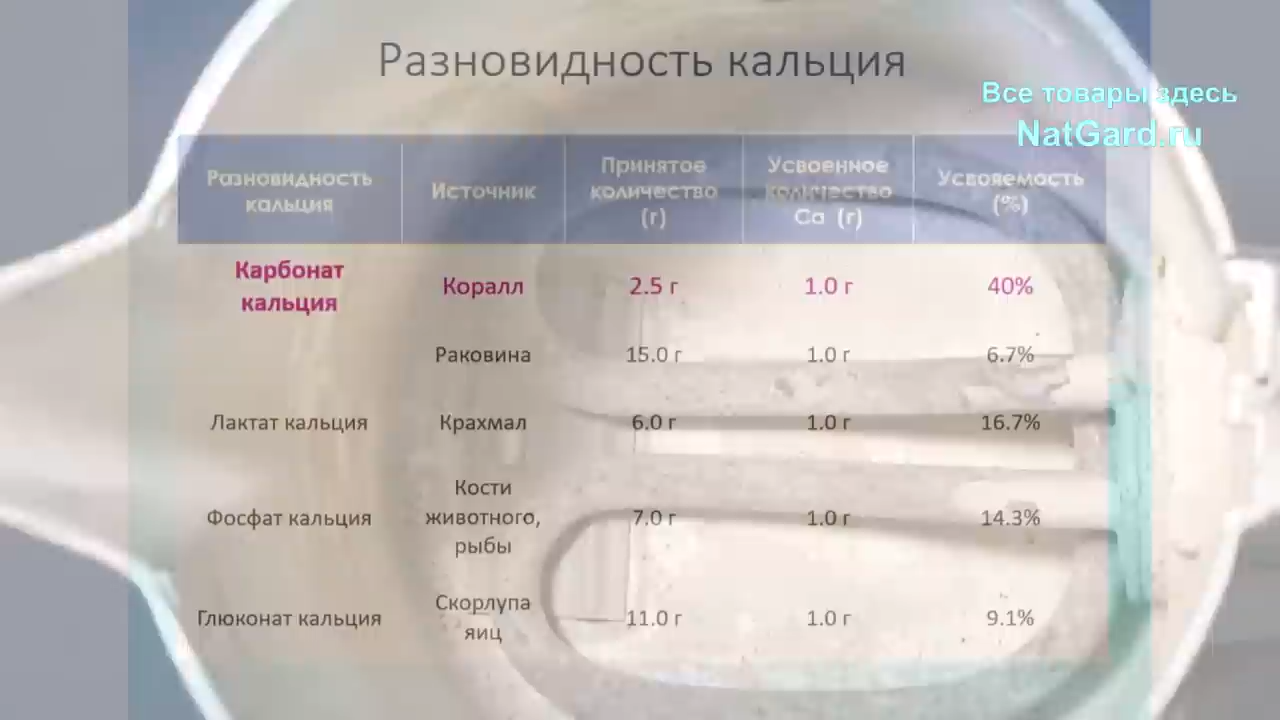 Разновидность кальция
Все товары здесь
NatGard.ru
Разновидность
кальция
Источник
Принятое
количество
(г)
Усвоенное
количество
Ca (г)
Усвояемость
(%)
Карбонат
кальция
Коралл
2.5 г
1.0 г
40%
Раковина
15.0 г
1.0 г
6.7%
Лактат кальция
Крахмал
6.0 г
1.0 г
16.7%
Фосфат кальция
Кости
животного,
рыбы
7.0 г
1.0 г
14.3%
Глюконат кальция
Скорлупа
яиц
11.0 г
1.0 г
9.1%